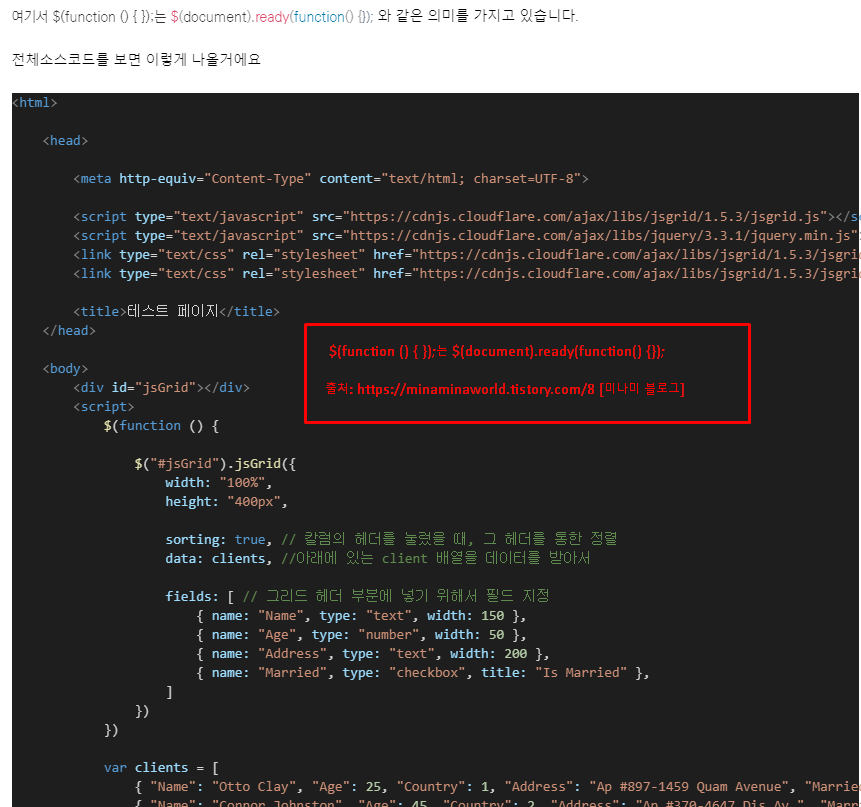 여기서 $(function () { });는 $(document).ready(function() {}); 와 같은 의미를 가지고 있습니다.
전체소스코드를 보면 이렇게 나올거에요
<html>
<head>
<meta http-equiv="Content-Type" content="text/html; charset=UTF-8">
<script type="text/javascript" src="https://cdnjs.cloudflare.com/ajax/libs/jsgrid/1.5.3/jsgrid.js"></s
<script type="text/javascript" src="https://cdnjs.cloudflare.com/ajax/libs/jquery/3.3.1/jquery.min.js"
<link type="text/css" rel="stylesheet" href="https://cdnjs.cloudflare.com/ajax/libs/jsgrid/1.5.3/jsgri
<link type="text/css" rel="stylesheet" href="https://cdnjs.cloudflare.com/ajax/libs/jsgrid/1.5.3/jsgri
<title>테스트 페이지</title>
</head>
$(function () { });는 $(document).ready(function() {});
출처: https://minaminaworld.tistory.com/8 [미나미 블로그]
<body>
<div id="jsGrid"></div>
<script>
$(function () {
$("#jsGrid").jsGrid({
width: "100%",
height: "400px",
sorting: true, // 칼럼의 헤더를 눌렀을 때, 그 헤더를 통한 정렬
data: clients, //아래에 있는 client 배열을 데이터를 받아서
fields: [ // 그리드 헤더 부분에 넣기 위해서 필드 지정
{ name: "Name", type: "text", width: 150 },
{ name: "Age", type: "number", width: 50 },
{ name: "Address", type: "text", width: 200 },
{ name: "Married", type: "checkbox", title: "Is Married" },
]
})
})
var clients = [
{ "Name": "Otto Clay", "Age": 25, "Country": 1, "Address": "Ap #897-1459 Quam Avenue", "Marrie
{ "Name": "Connor Johnston", "Age": 45, "Country": 2, "Address": "Ap #370-4647 Dis Av.", "Marr